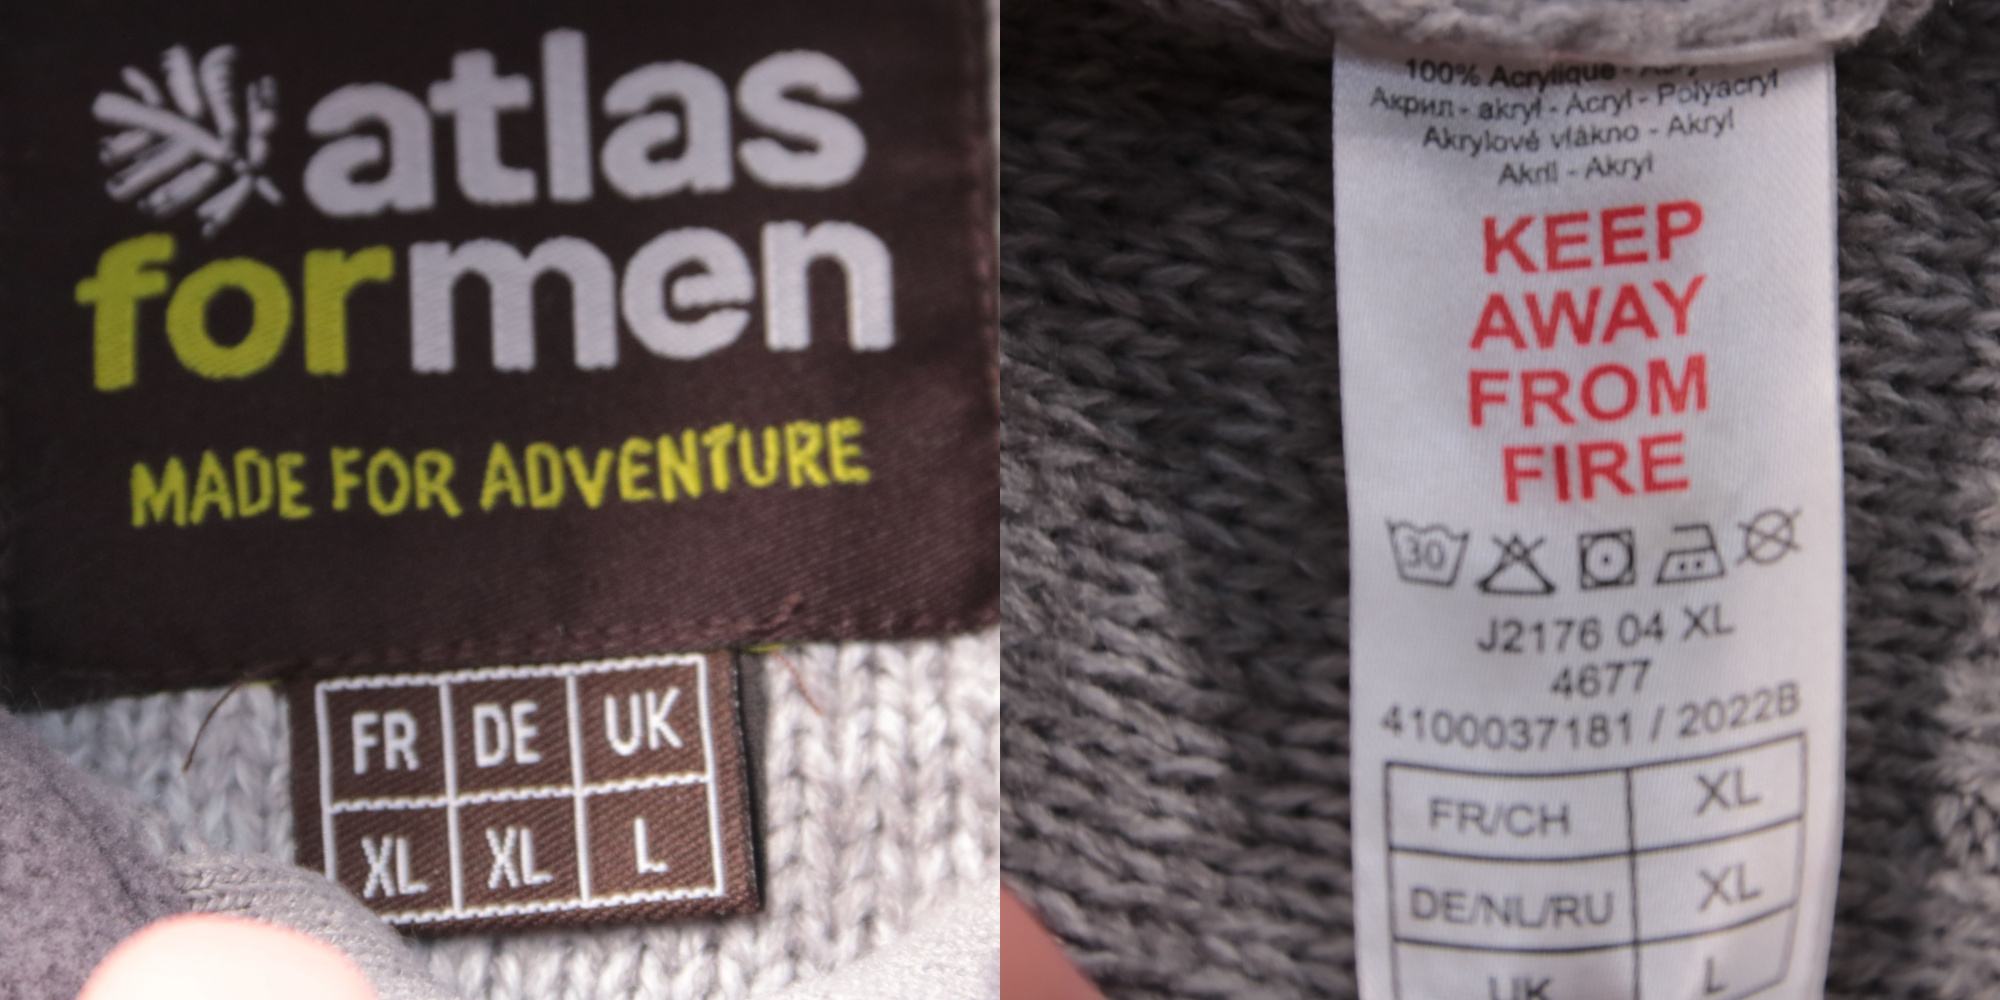 atlas
formen
MADE FOR ADVENTURE
FR DE UK
XL XL L
100% Acrylique -
Акрил - akryl - Acryl - Polyacryl
Akrylové vlákno - Akryl
Akril - Akryl
KEEP
AWAY
FROM
FIRE
30
J2176 04 XL
4677
4100037181 / 2022B
FR/CH XL
DE/NL/RU XL
UK L